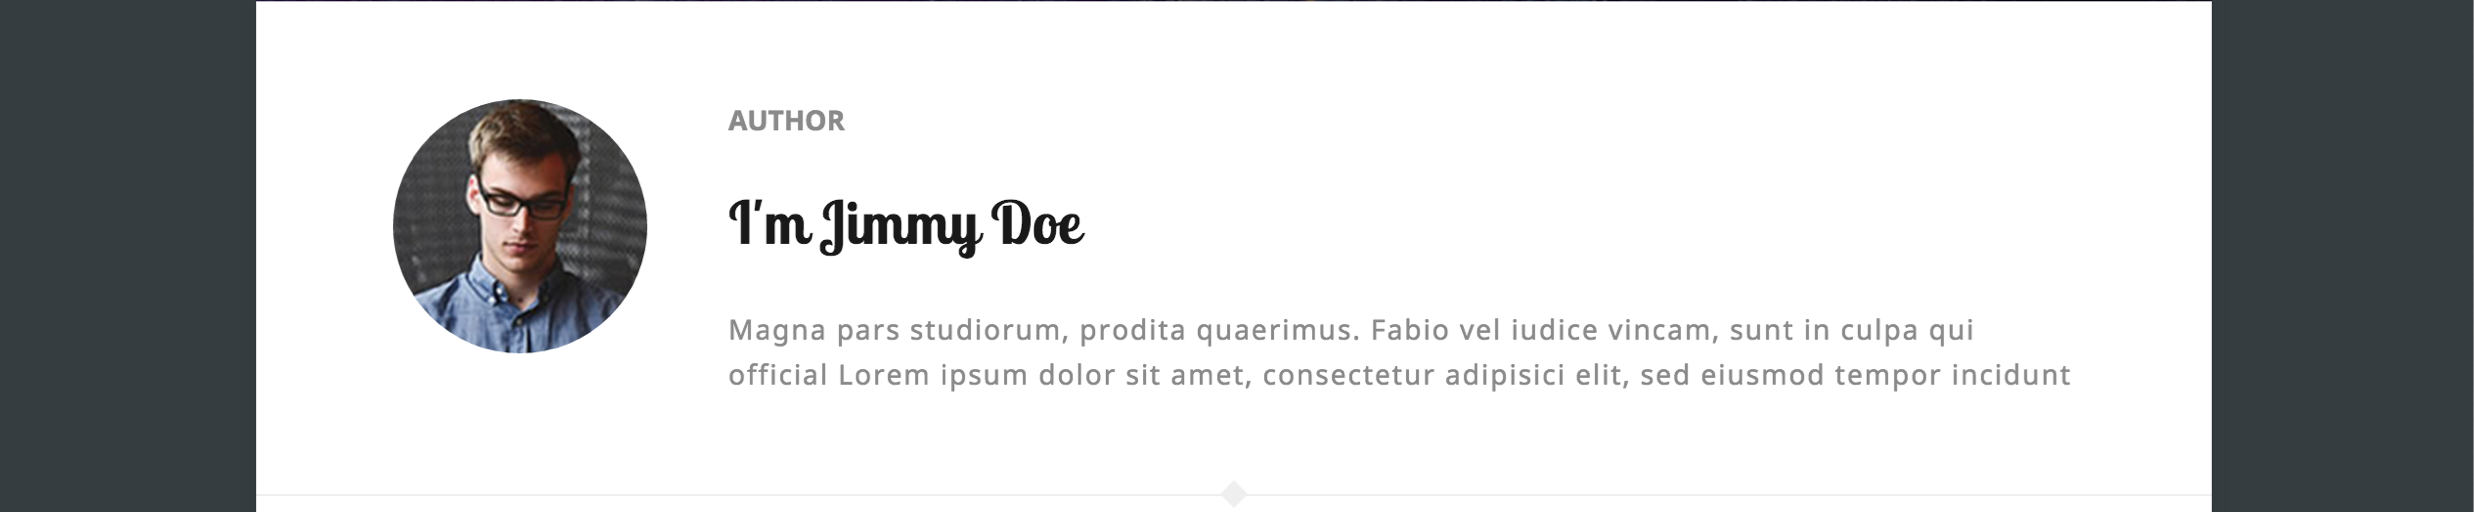 AUTHOR
I'm Jimmy Doe
Magna pars studiorum, prodita quaerimus. Fabio vel iudice vincam, sunt in culpa qui
official Lorem ipsum dolor sit amet, consectetur adipisici elit, sed eiusmod tempor incidunt